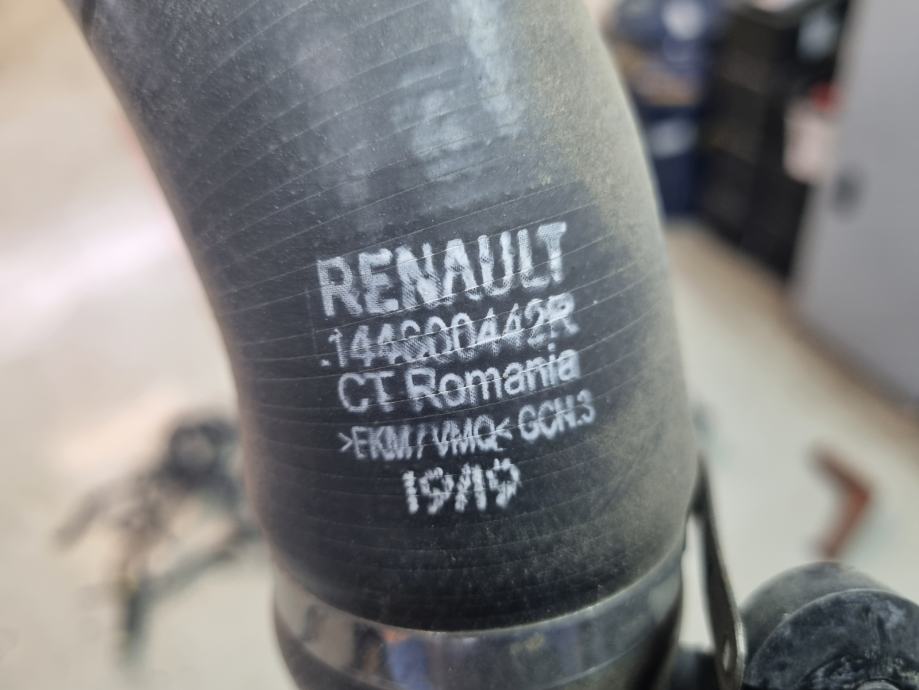 RENAULT
144600442R
CT Romania
>EKM/VMQ< GCN.3
19/19